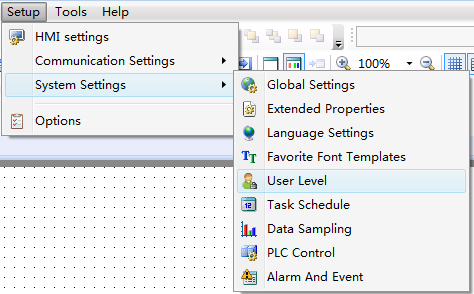 Setup Tools Help
HMI settings
Communication Settings
System Settings
Options
100%
Global Settings
Extended Properties
Language Settings
Favorite Font Templates
User Level
Task Schedule
Data Sampling
PLC Control
Alarm And Event